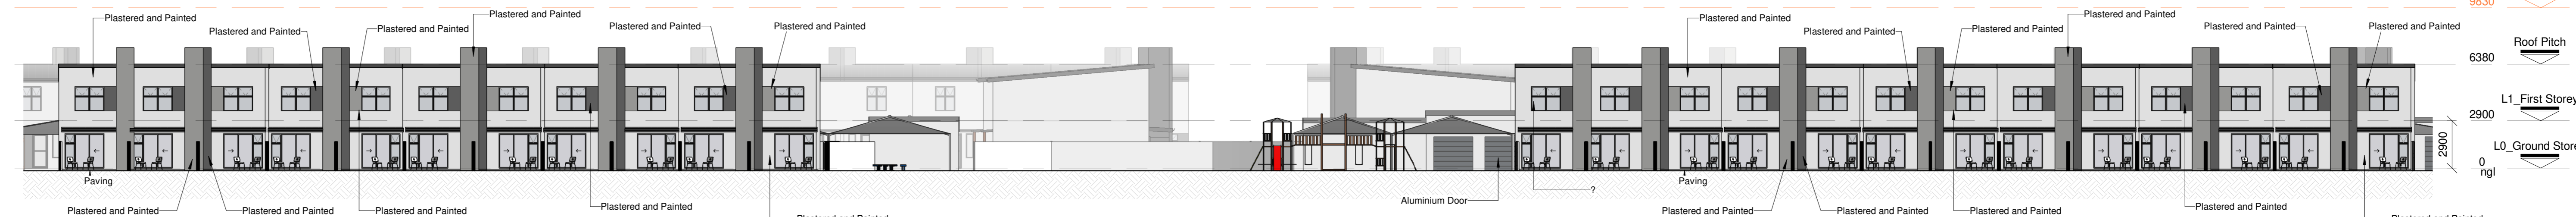 9830
Plastered and Painted
Plastered and Painted
Plastered and Painted
Plastered and Painted
Plastered and Painted
Plastered and Painted
Plastered and Painted
Plastered and Painted
Plastered and Painted
Plastered and Painted
Plastered and Painted
Plastered and Painted
Roof Pitch
6380
L1_First Storey
2900
2900
L0_Ground Store
0
ngl
Paving
Paving
?
Aluminium Door
Plastered and Painted
Plastered and Painted
Plastered and Painted
Plastered and Painted
Plastered and Painted
Plastered and Painted
Plastered and Painted
Plastered and Painted
Plastered and Painted
Plastered and Painted